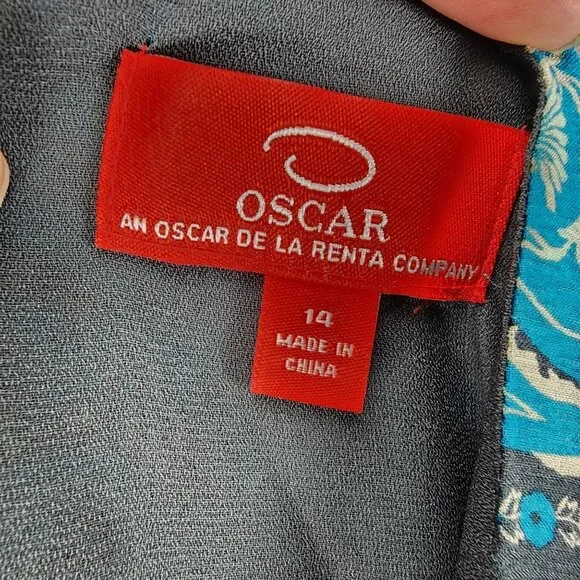 OSCAR
AN OSCAR DE LA RENTA COMPANY
14
MADE IN
CHINA